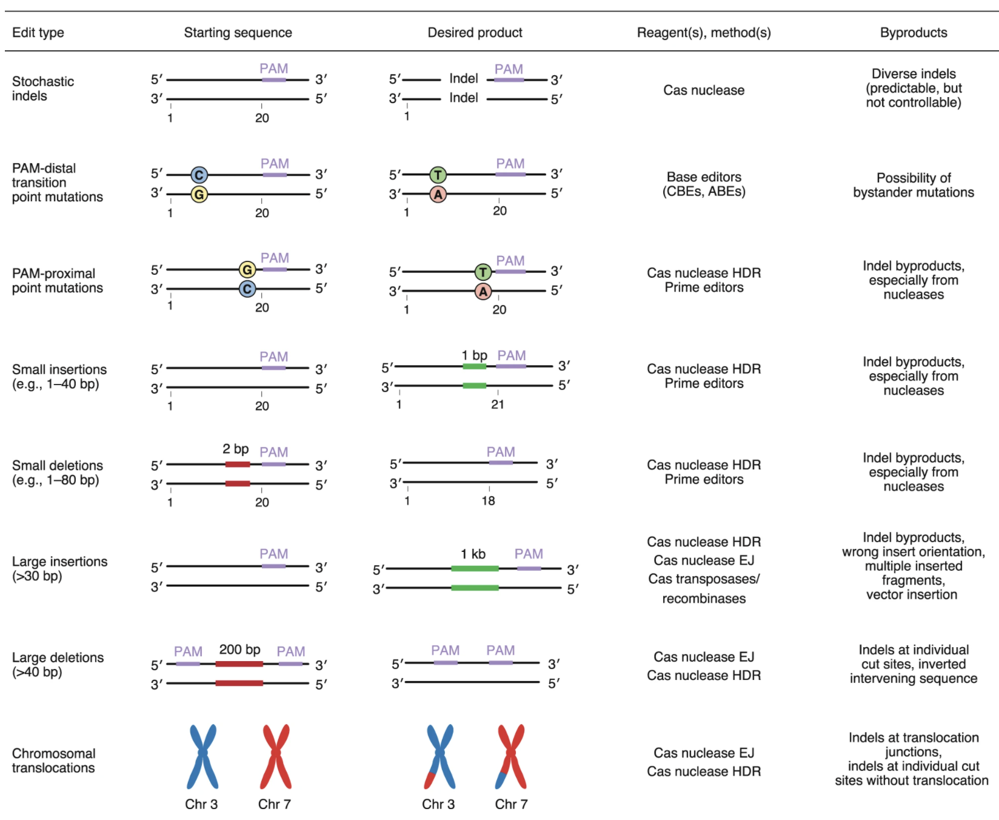 Edit type Starting sequence Desired product Reagent(s), method(s) Byproducts
Stochastic
indels
PAM
5′ 3′
3′ 5′
1 20
PAM
5′ Indel 3′
3′ Indel 5′
1
Cas nuclease
Diverse indels
(predictable, but
not controllable)
PAM-distal
transition
point mutations
PAM
5′ C 3′
3′ G 5′
1 20
PAM
5′ T 3′
3′ A 5′
1 20
Base editors
(CBEs, ABEs)
Possibility of
bystander mutations
PAM-proximal
point mutations
PAM
5′ G 3′
3′ C 5′
1 20
PAM
5′ T 3′
3′ A 5′
1 20
Cas nuclease HDR
Prime editors
Indel byproducts,
especially from
nucleases
Small insertions
(e.g., 1–40 bp)
PAM
5′ 3′
3′ 5′
1 20
1 bp PAM
5′ 3′
3′ 5′
1 21
Cas nuclease HDR
Prime editors
Indel byproducts,
especially from
nucleases
Small deletions
(e.g., 1–80 bp)
2 bp PAM
5′ 3′
3′ 5′
1 20
PAM
5′ 3′
3′ 5′
1 18
Cas nuclease HDR
Prime editors
Indel byproducts,
especially from
nucleases
Large insertions
(>30 bp)
PAM
5′ 3′
3′ 5′
1 kb PAM
5′ 3′
3′ 5′
Cas nuclease HDR
Cas nuclease EJ
Cas transposases/
recombinases
Indel byproducts,
wrong insert orientation,
multiple inserted
fragments,
vector insertion
Large deletions
(>40 bp)
PAM 200 bp PAM
5′ 3′
3′ 5′
PAM PAM
5′ 3′
3′ 5′
Cas nuclease EJ
Cas nuclease HDR
Indels at individual
cut sites, inverted
intervening sequence
Chromosomal
translocations
Chr 3 Chr 7
Chr 3 Chr 7
Cas nuclease EJ
Cas nuclease HDR
Indels at translocation
junctions,
indels at individual cut
sites without translocation